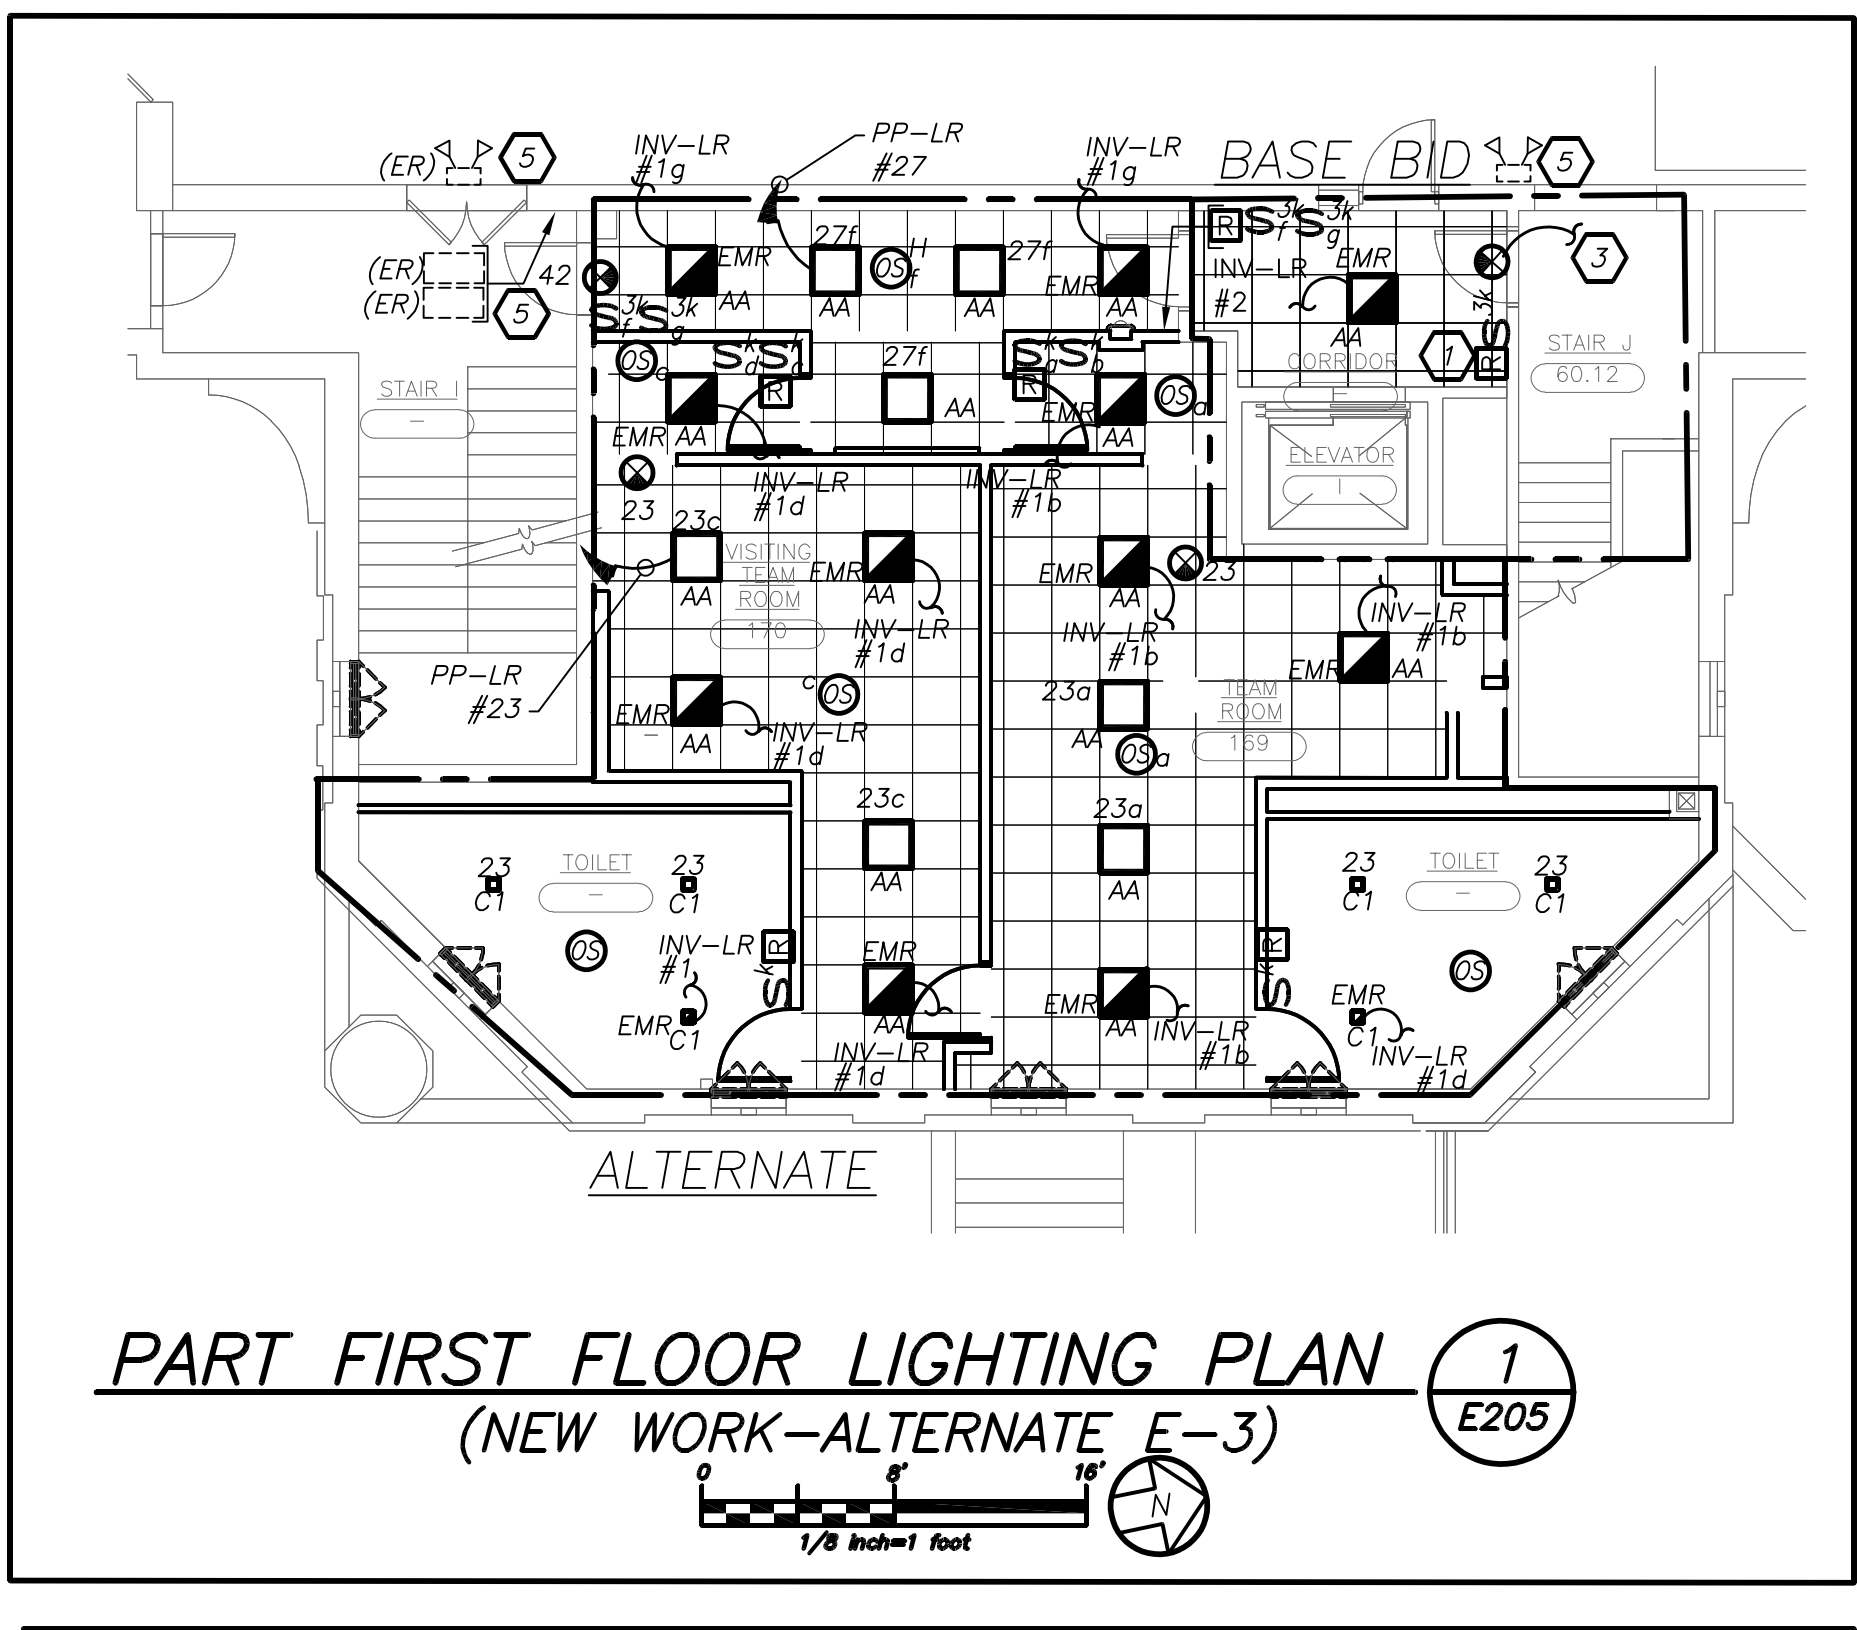 INV-LR
#1g
PP-LR
#27
INV-LR
#1g
BASE BID
(ER)
5
5
(ER)
(ER)
42
5
EMR
AA
27f
AA
OS
H
f
27f
AA
EMR
AA
R
S 3k f
S 3k g
INV-LR
#2
EMR
AA
3
S 3k
R
1
CORRIDOR
-
STAIR J
60.12
S 3k f
S 3k g
OS c
S k d
S k c
R
27f
AA
S k a
S k b
R
OS a
EMR
AA
EMR
AA
STAIR I
-
ELEVATOR
I
INV-LR
#1d
INV-LR
#1b
23
23c
AA
VISITING
TEAM
ROOM
170
EMR
AA
INV-LR
#1d
EMR
AA
23
INV-LR
#1b
INV-LR
#1b
EMR
AA
PP-LR
#23
EMR
-
AA
INV-LR
#1d
c
OS
23a
AA
OS a
TEAM
ROOM
169
23c
AA
23a
AA
TOILET
-
23
C1
23
C1
OS
INV-LR
#1
EMR
C1
R
S k
EMR
AA
INV-LR
#1d
EMR
AA
INV-LR
#1b
R
S k
TOILET
-
23
C1
23
C1
OS
EMR
C1
INV-LR
#1d
ALTERNATE
PART FIRST FLOOR LIGHTING PLAN
1
E205
(NEW WORK-ALTERNATE E-3)
0 8' 16'
1/8 inch=1 foot
N